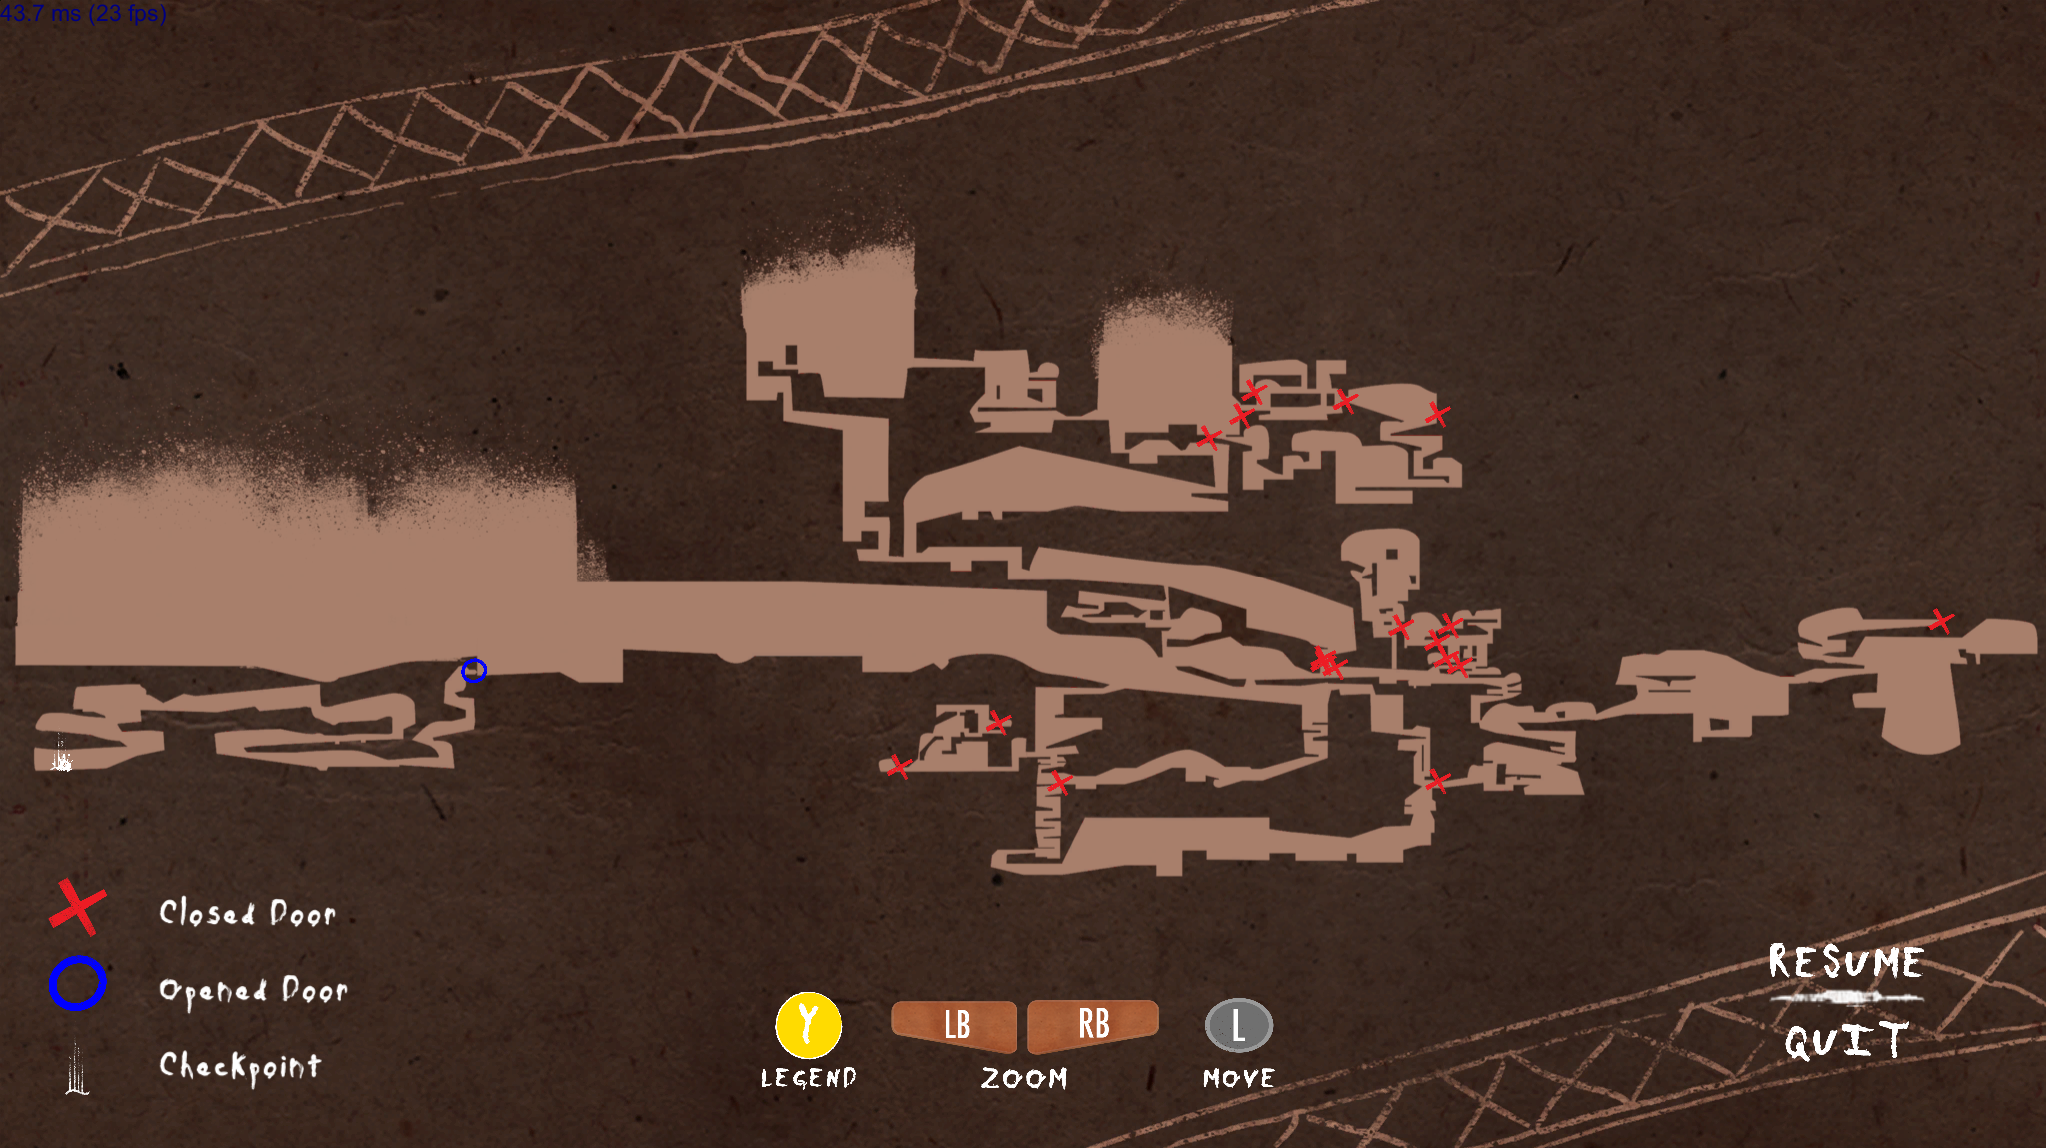 43.7 ms (23 fps)
Closed Door
Opened Door
Checkpoint
Y
LEGEND
LB
RB
ZOOM
L
MOVE
RESUME
QUIT